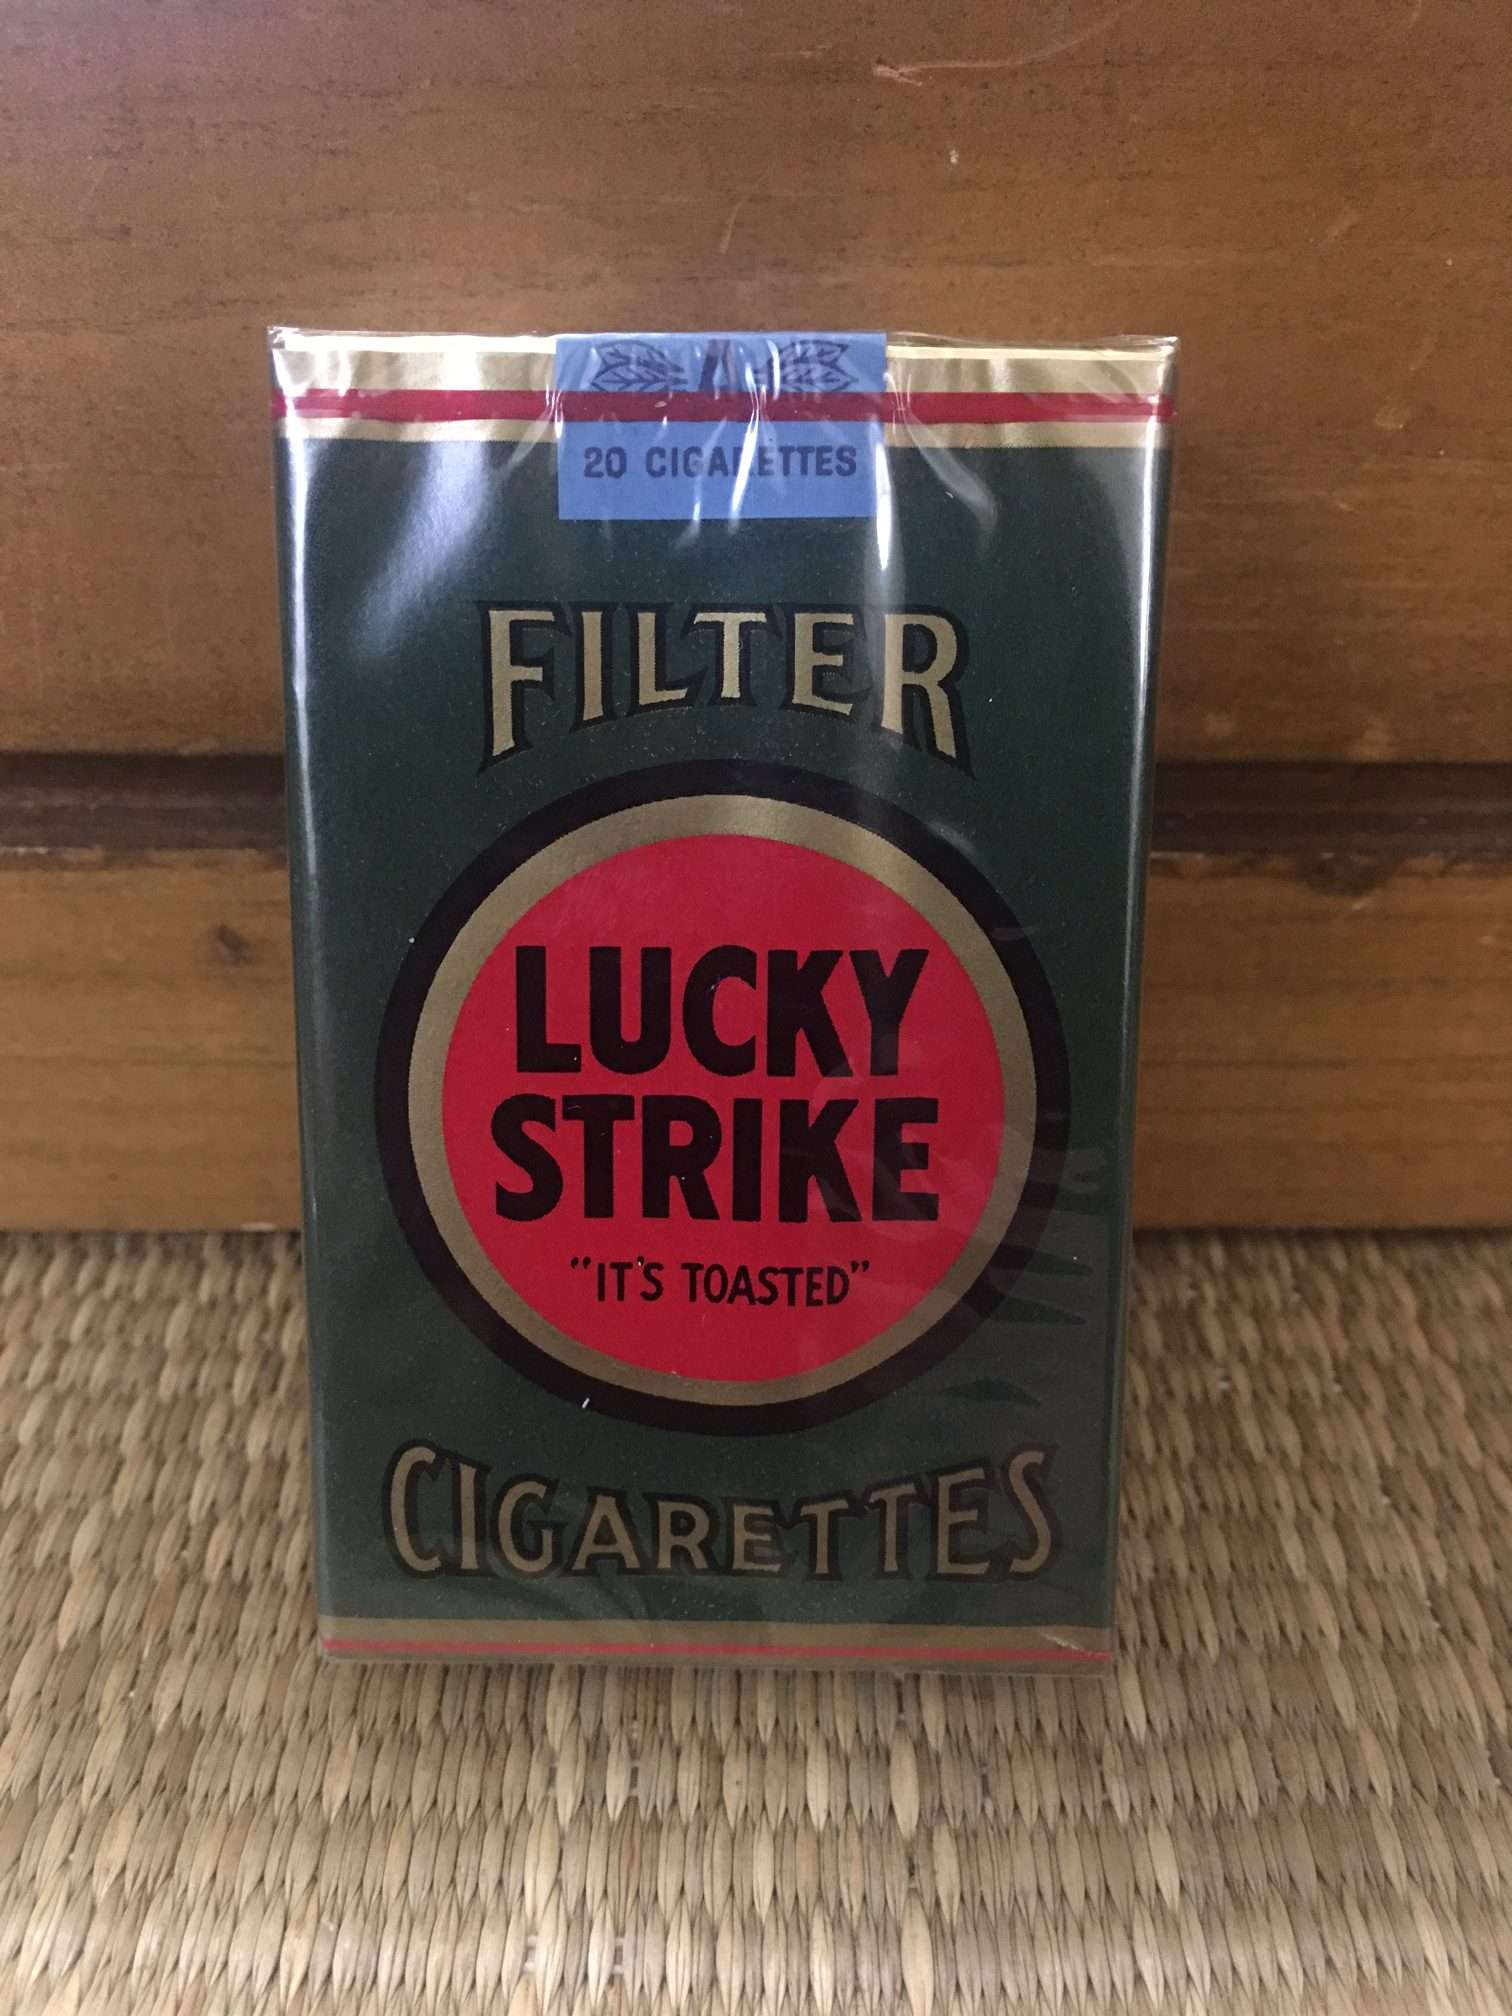 20 CIGARETTES
FILTER
LUCKY
STRIKE
"IT'S TOASTED"
CIGARETTES